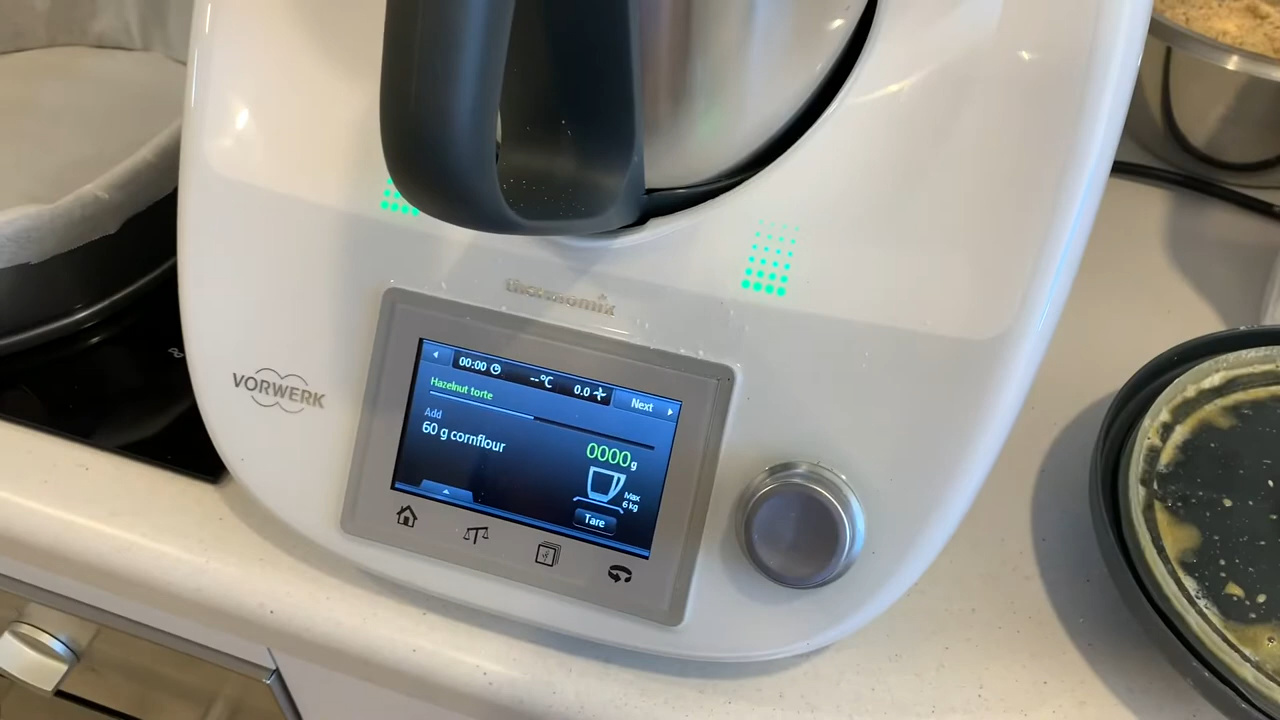 thermomix
VORWERK
00:00 --°C 0.0 Next
Hazelnut torte
Add
60 g cornflour
0000g
Max
6 kg
Tare